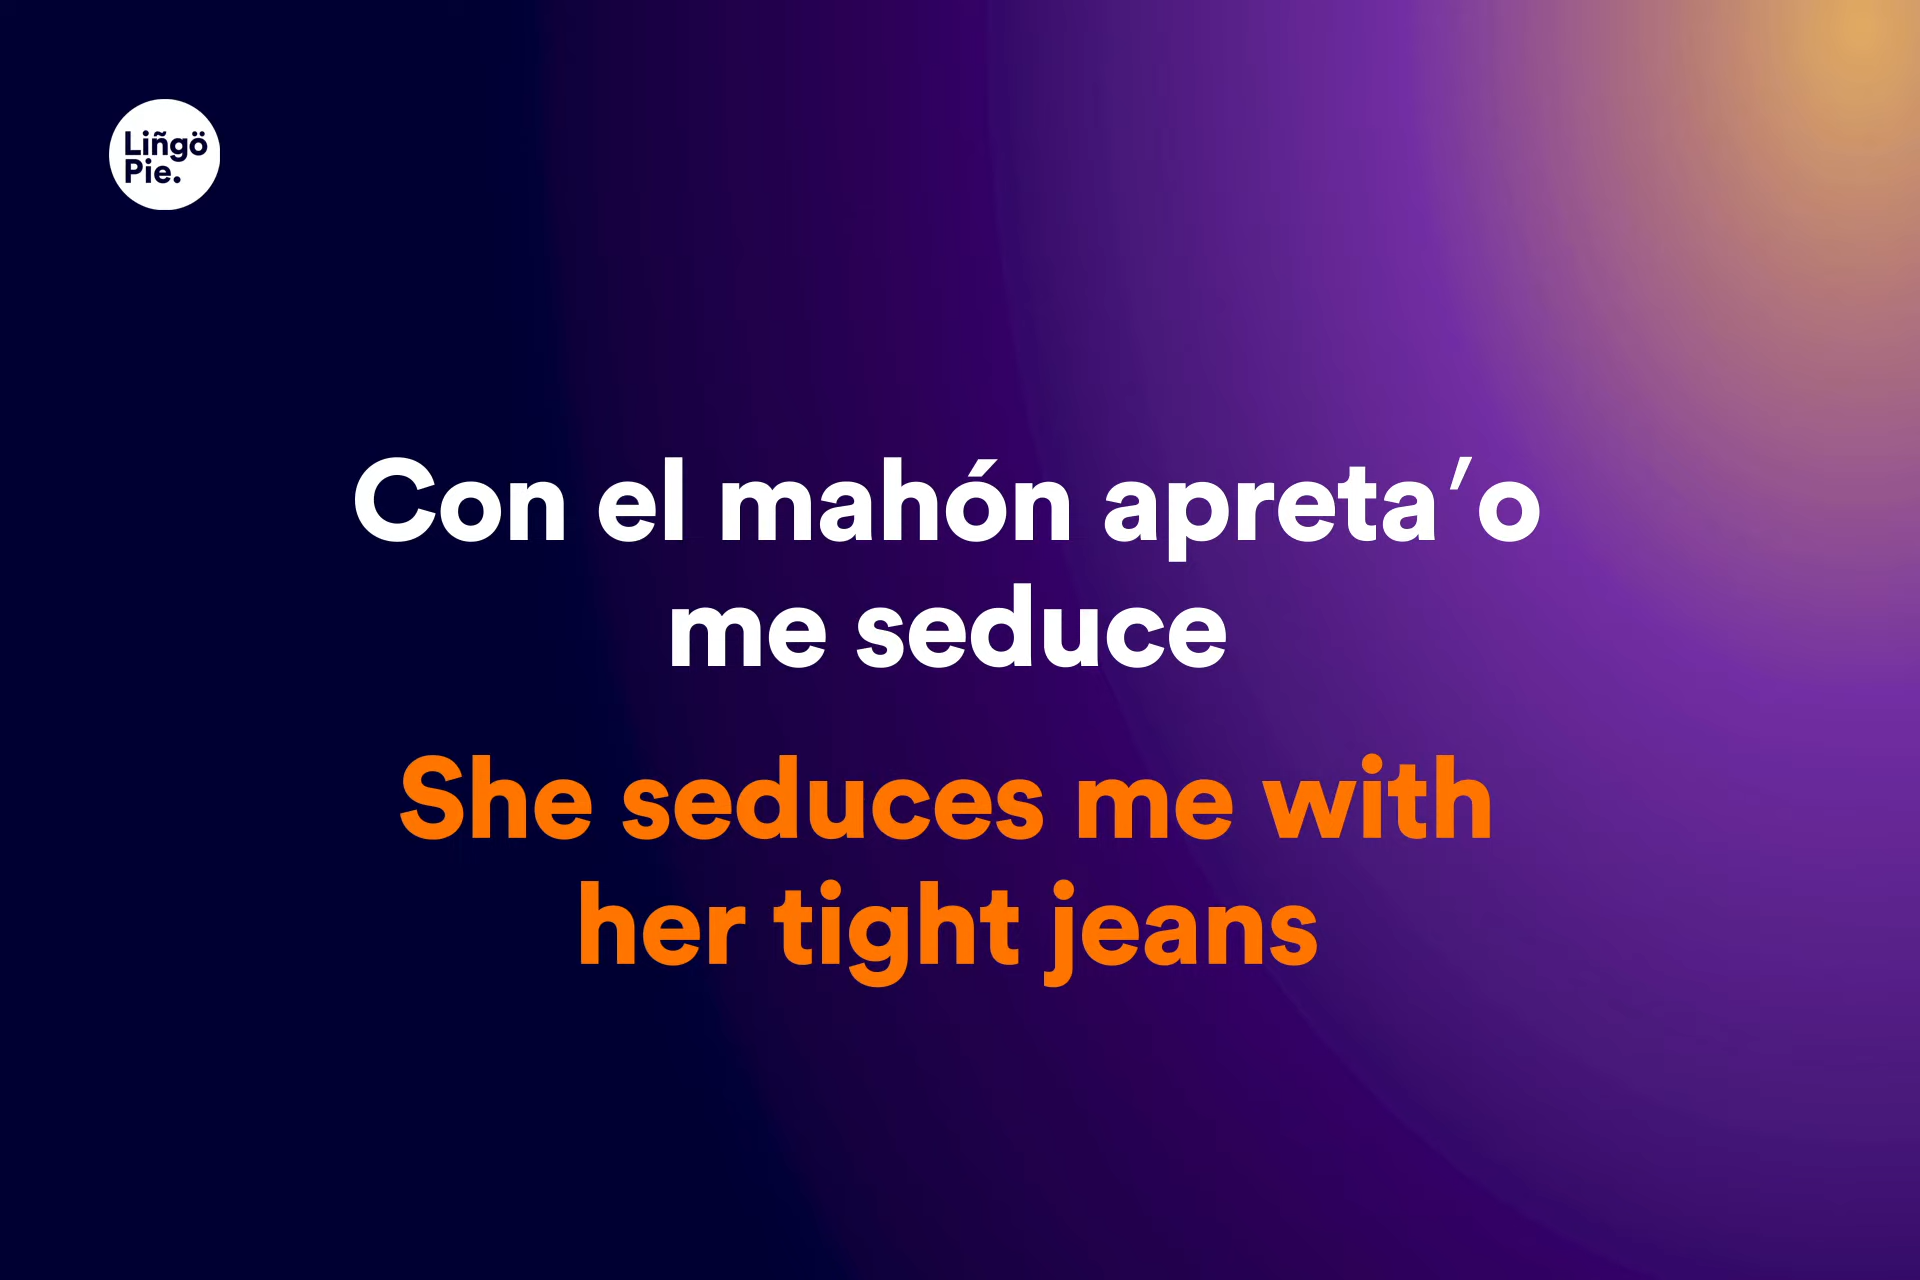 Liñgö
Pie.
Con el mahón apreta’o
me seduce
She seduces me with
her tight jeans